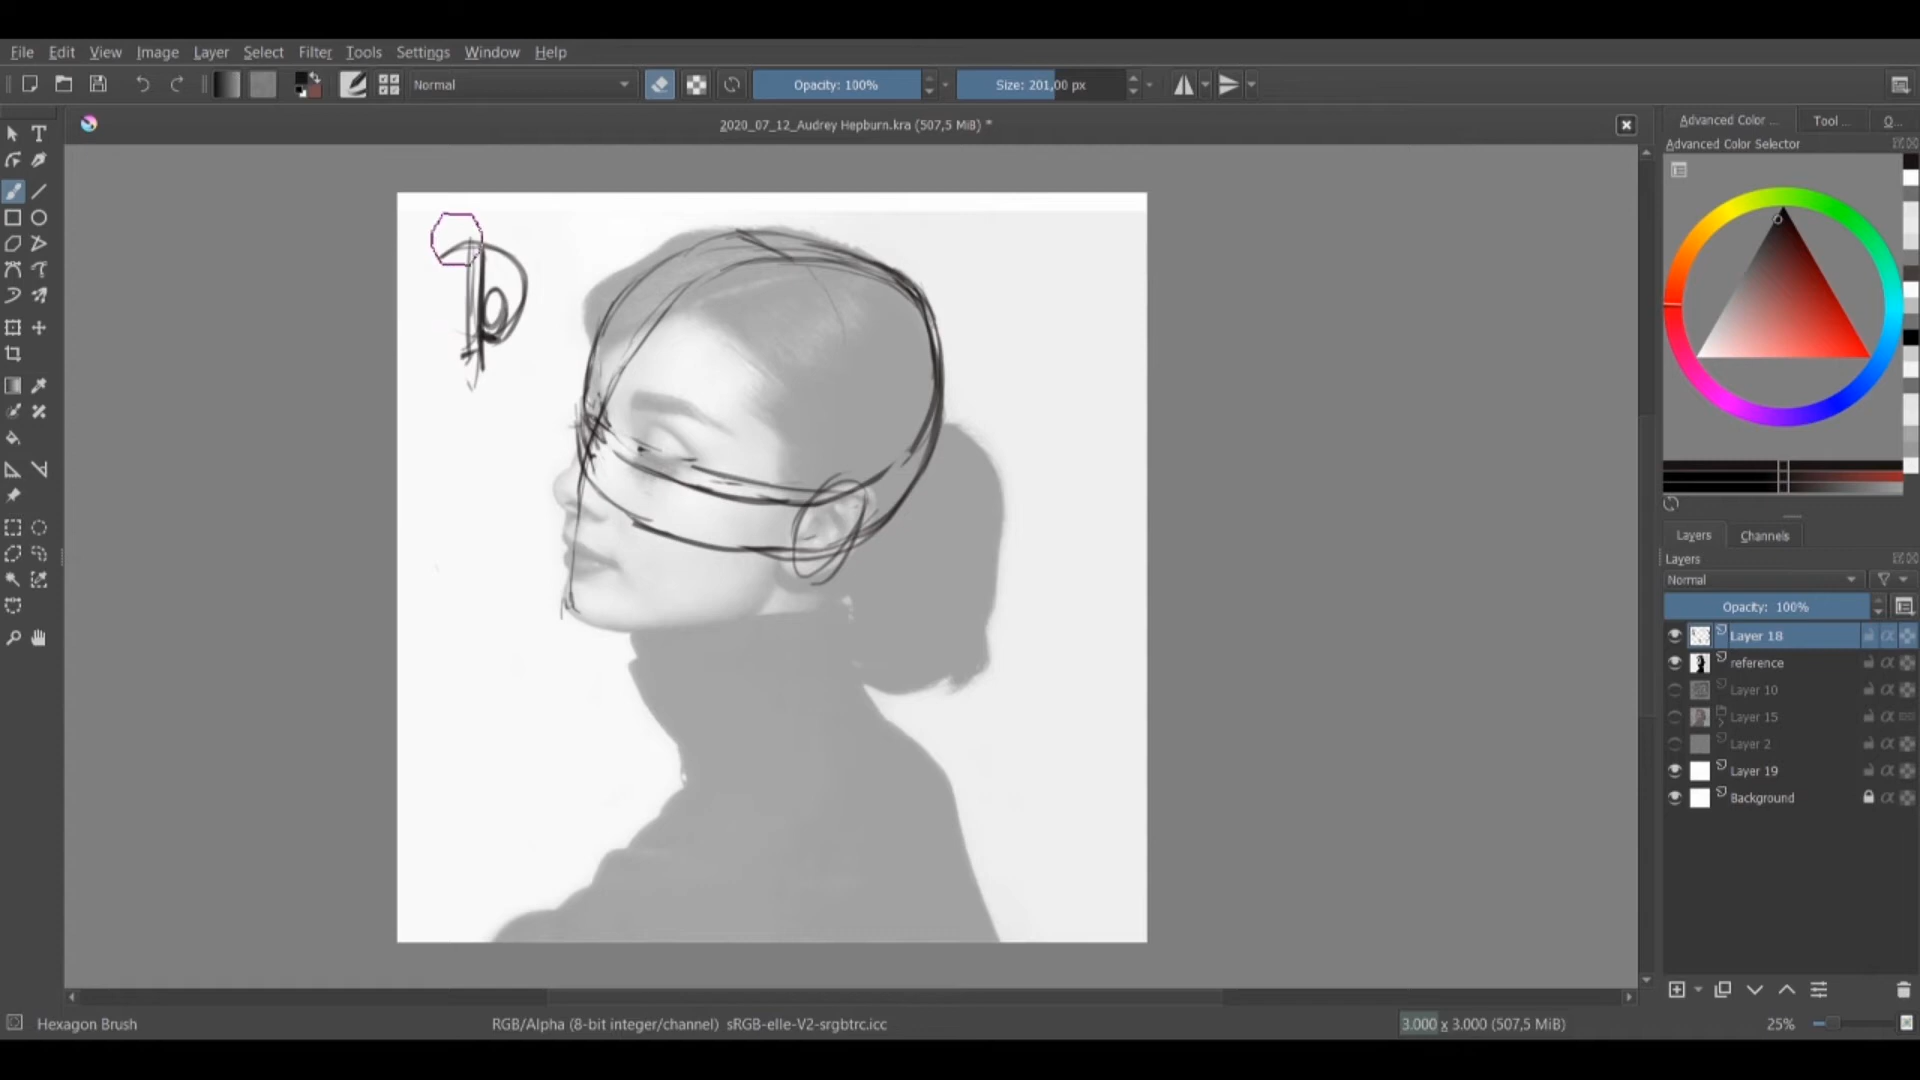 File Edit View Image Layer Select Filter Tools Settings Window Help
Normal Opacity: 100% Size: 201,00 px
2020_07_12_Audrey Hepburn.kra (507,5 MiB) *
Advanced Color ... Tool ... Q...
Advanced Color Selector
Layers Channels
Layers
Normal
Opacity: 100%
Layer 18
reference
Layer 10
Layer 15
Layer 2
Layer 19
Background
Hexagon Brush RGB/Alpha (8-bit integer/channel) sRGB-elle-V2-srgbtrc.icc 3.000 x 3.000 (507,5 MiB) 25%